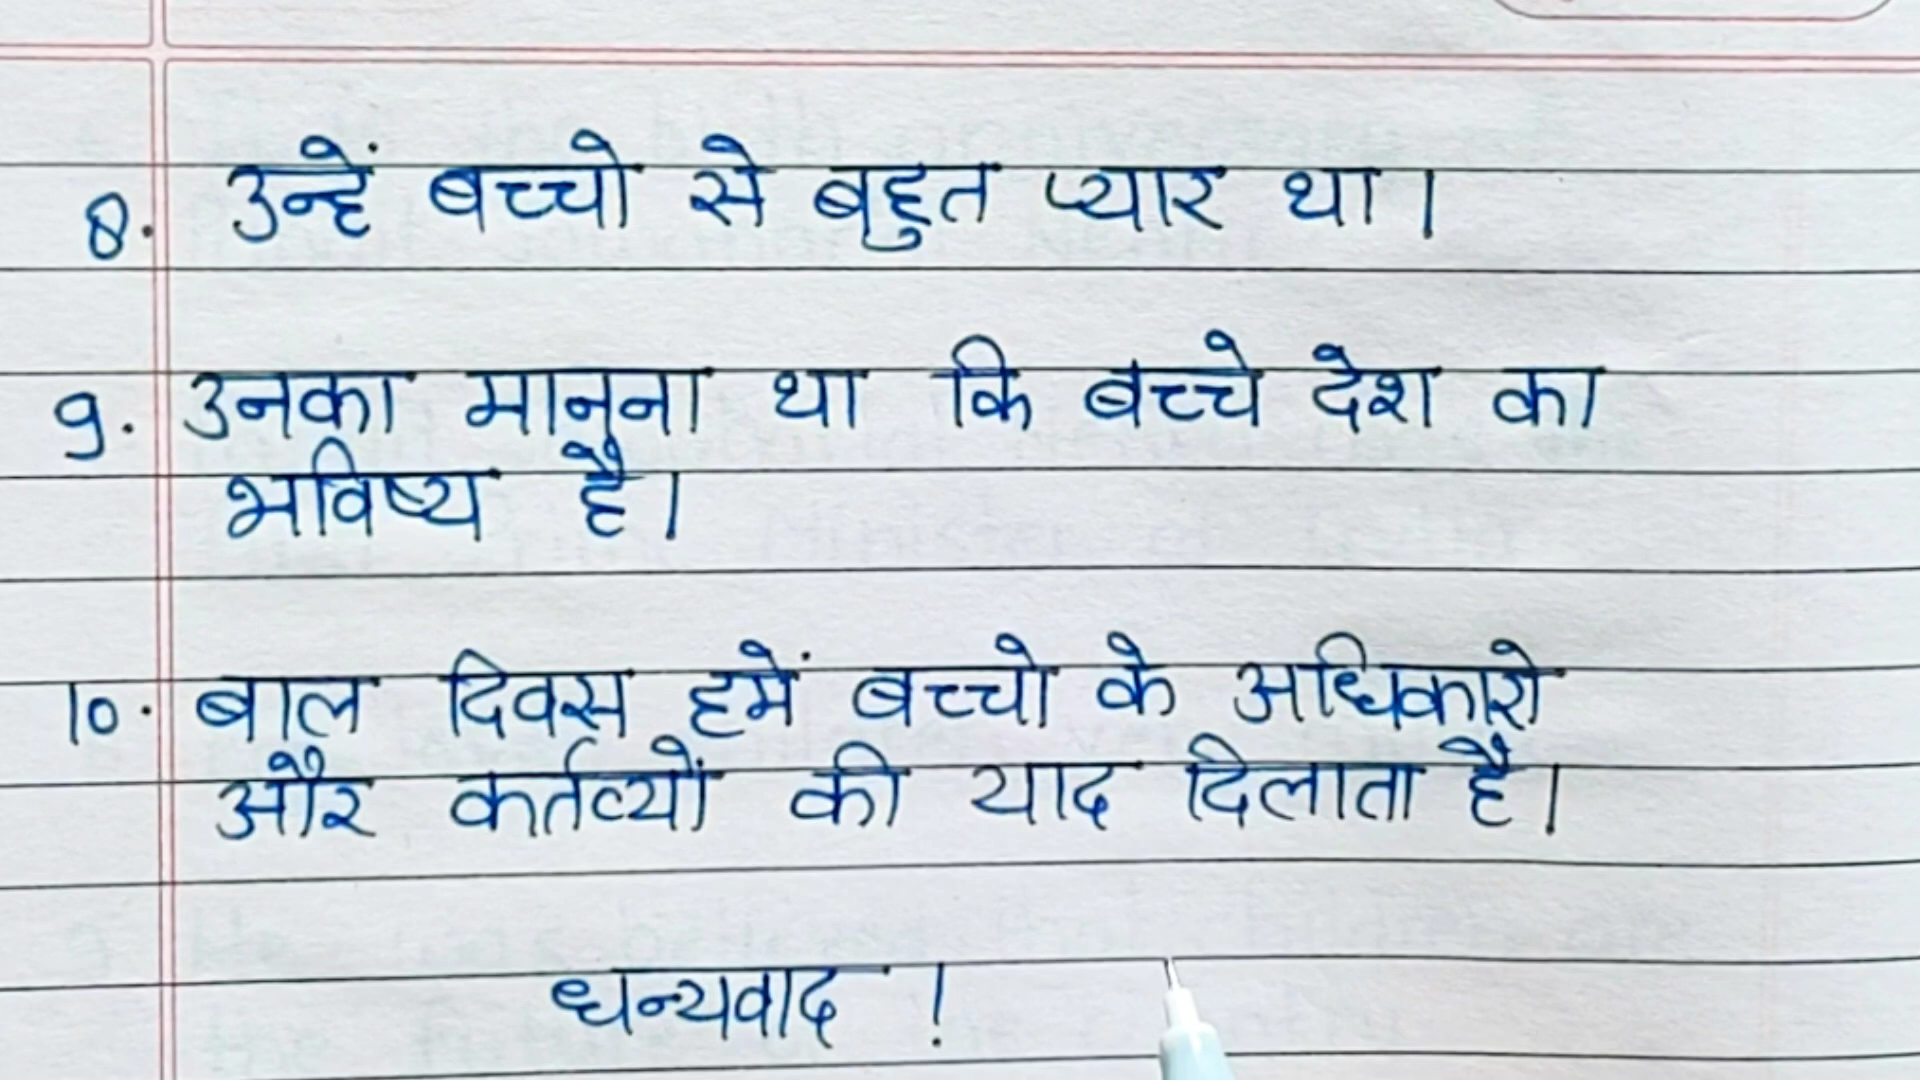 8. उन्हें बच्चो से बहुत प्यार था।
9. उनका मानना था कि बच्चे देश का
भविष्य है।
10. बाल दिवस हमें बच्चो के अधिकारो
और कर्तव्यों की याद दिलाता है।
धन्यवाद !